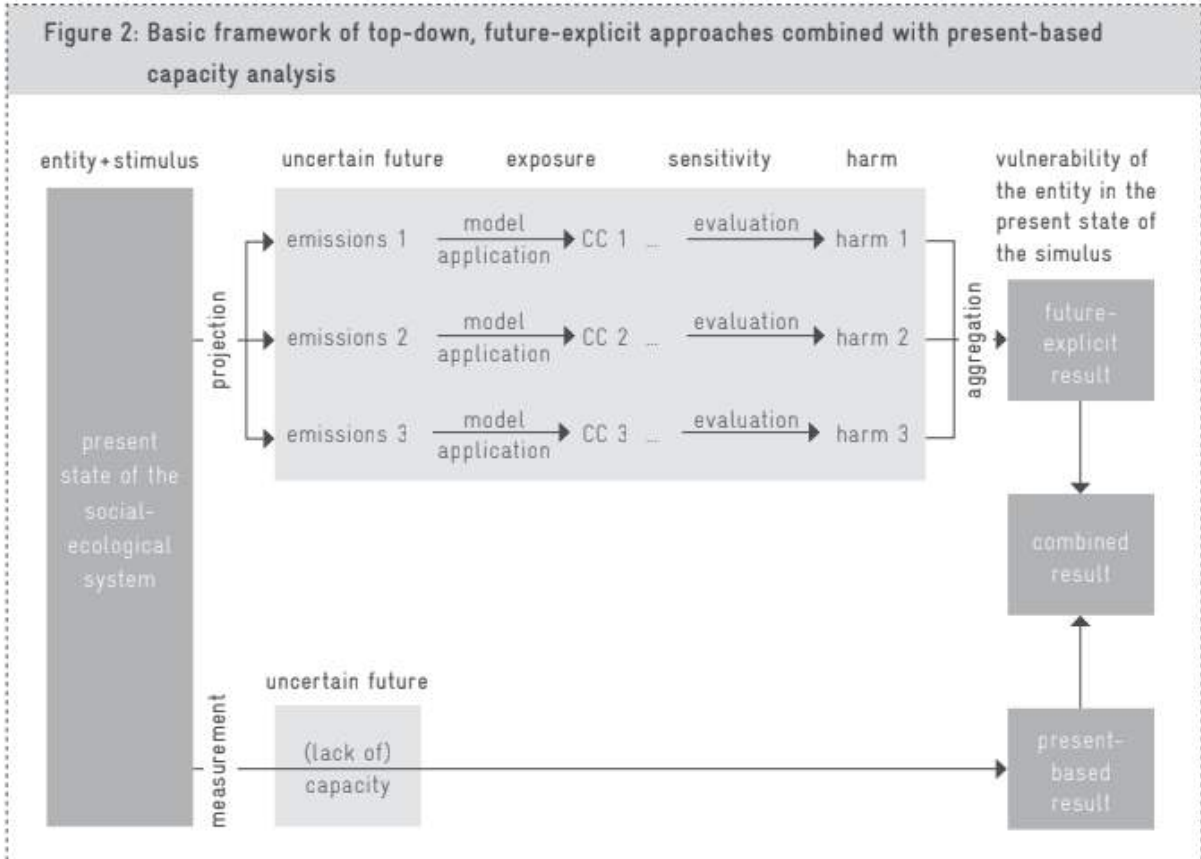 Figure 2: Basic framework of top-down, future-explicit approaches combined with present-based
capacity analysis
entity + stimulus
uncertain future
exposure
sensitivity
harm
vulnerability of
the entity in the
present state of
the simulus
present
state of the
social-
ecological
system
projection
emissions 1
model
application
CC 1 ...
evaluation
harm 1
emissions 2
model
application
CC 2 ...
evaluation
harm 2
emissions 3
model
application
CC 3 ...
evaluation
harm 3
aggregation
future-
explicit
result
combined
result
measurement
uncertain future
(lack of)
capacity
present-
based
result